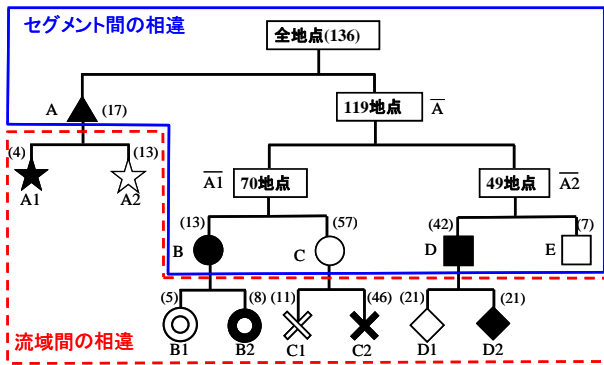 セグメント間の相違
全地点(136)
A
(17)
119地点
A
(4)
(13)
A1
A2
A1
70地点
49地点
A2
(13)
(57)
(42)
(7)
B
C
D
E
(5)
(8)
(11)
(46)
(21)
(21)
流域間の相違
B1
B2
C1
C2
D1
D2